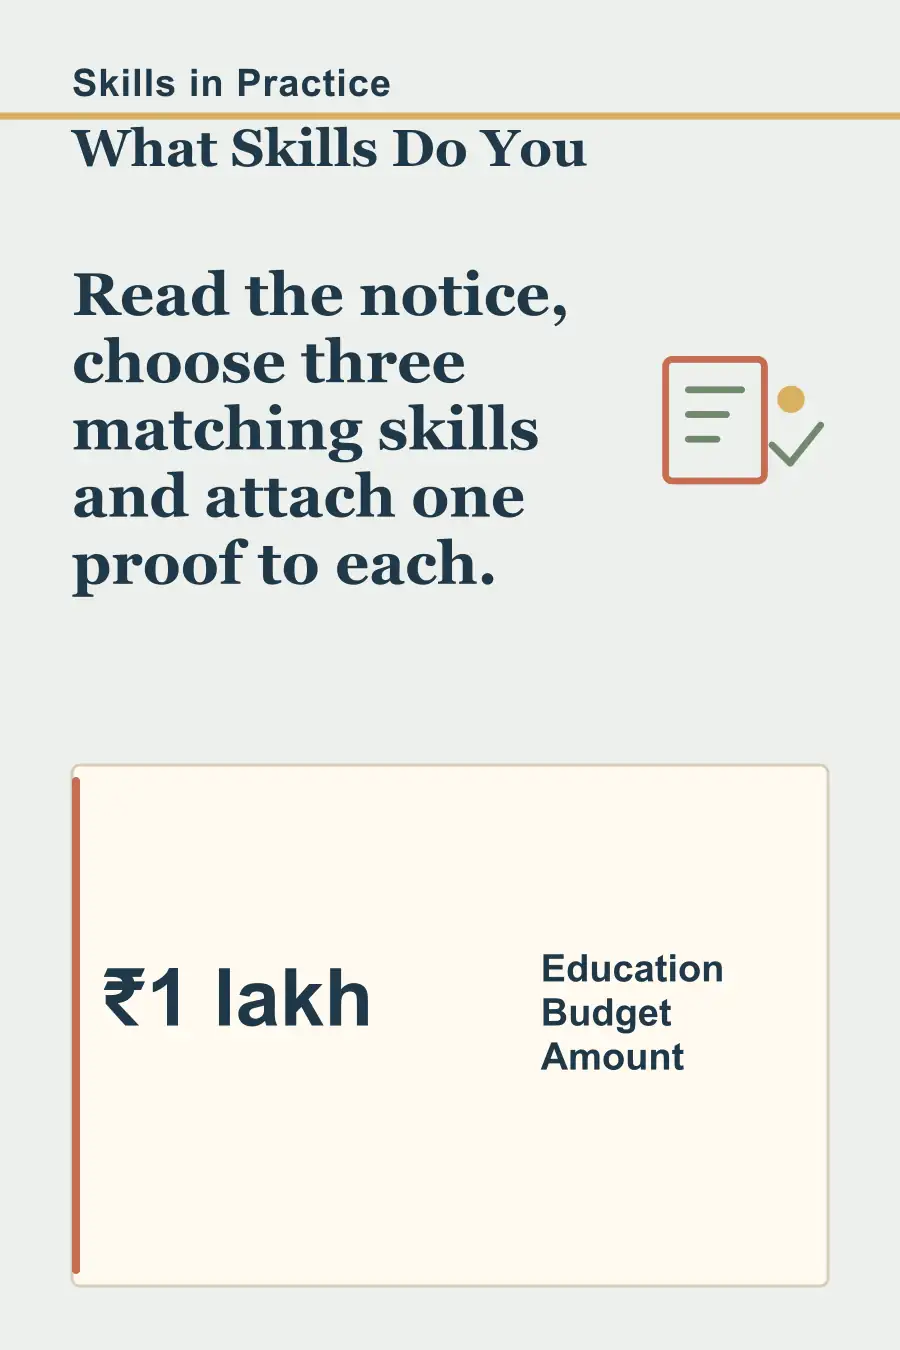 Skills in Practice
What Skills Do You
Read the notice,
choose three
matching skills
and attach one
proof to each.
₹1 lakh
Education
Budget
Amount